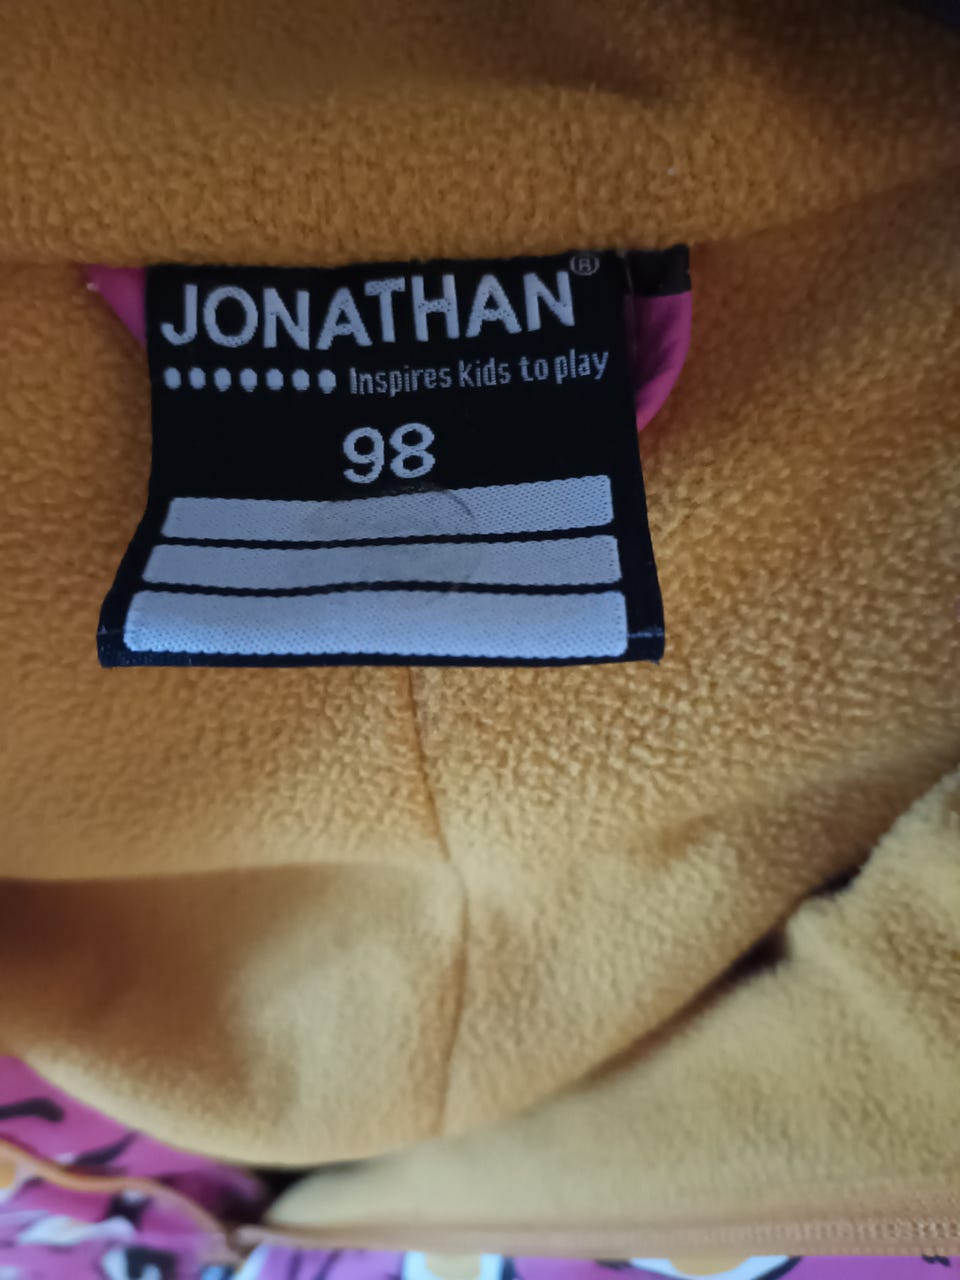 JONATHAN®
Inspires kids to play
98